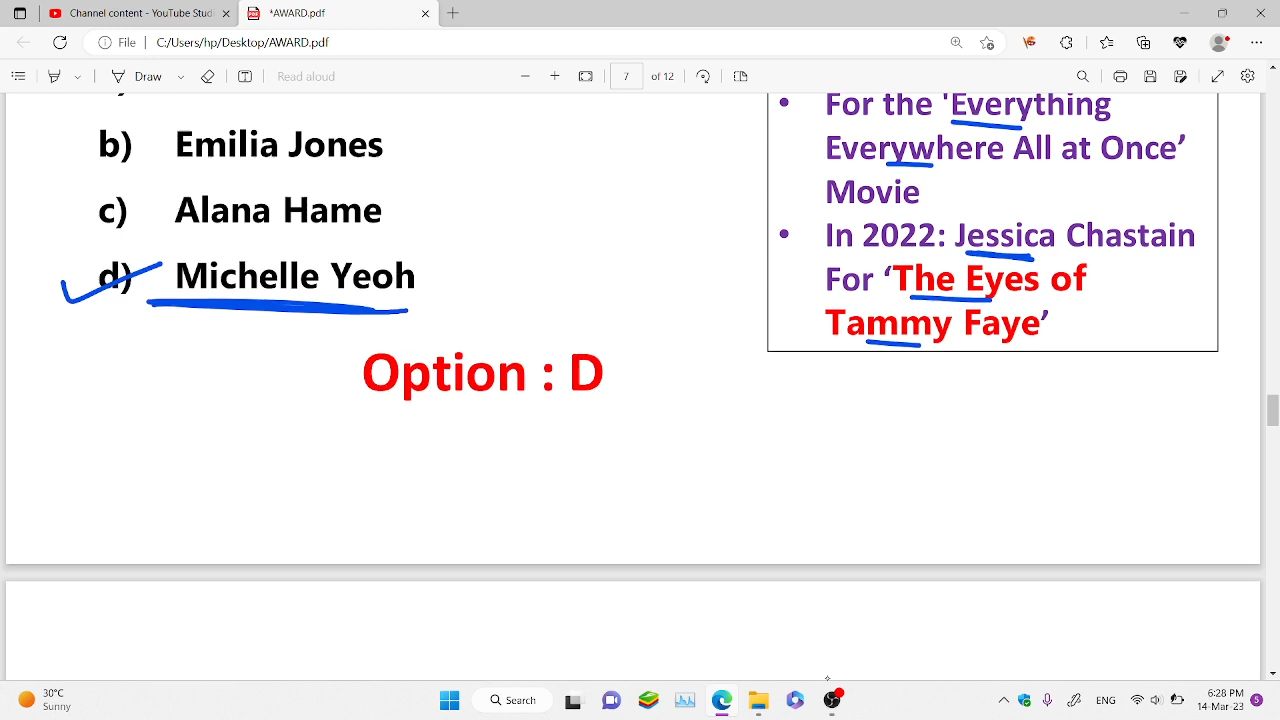 Channel content - YouTube Stud
*AWARD.pdf
File C:/Users/hp/Desktop/AWARD.pdf
Draw Read aloud 7 of 12
b) Emilia Jones
c) Alana Hame
d) Michelle Yeoh
Option : D
• For the 'Everything
Everywhere All at Once’
Movie
• In 2022: Jessica Chastain
For ‘The Eyes of
Tammy Faye’
30°C
Sunny
Search
ENG
6:28 PM
14-Mar-23
5